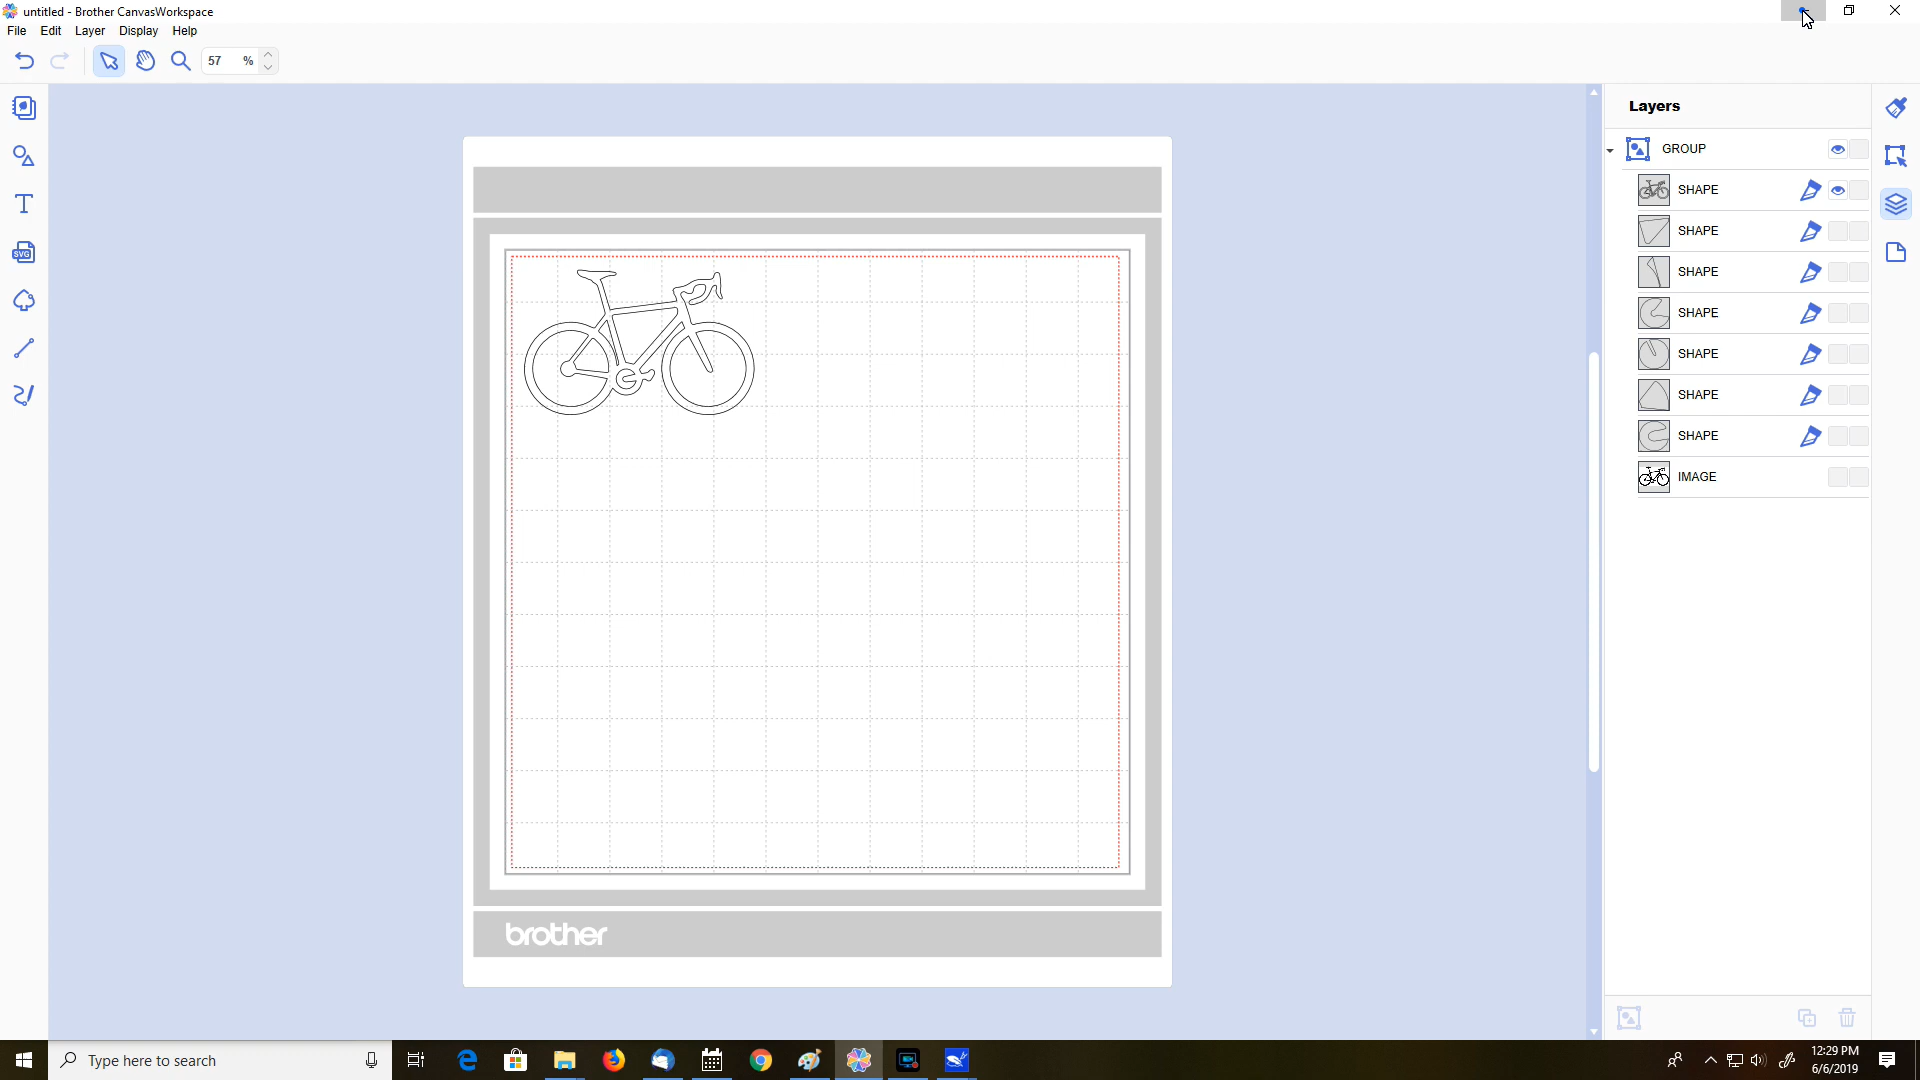 untitled - Brother CanvasWorkspace
File Edit Layer Display Help
57 %
Layers
GROUP
SHAPE
SHAPE
SHAPE
SHAPE
SHAPE
SHAPE
SHAPE
IMAGE
SVG
brother
Type here to search
12:29 PM
6/6/2019